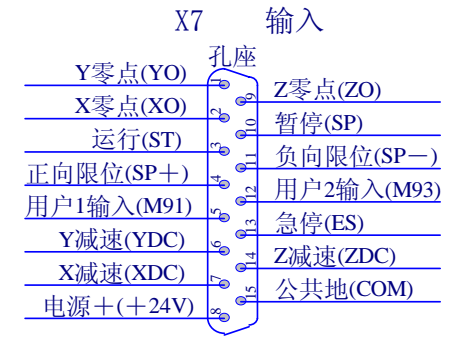 X7 输入
孔座
Y零点(YO)
X零点(XO)
运行(ST)
正向限位(SP＋)
用户1输入(M91)
Y减速(YDC)
X减速(XDC)
电源＋(＋24V)
1
2
3
4
5
6
7
8
9
10
11
12
13
14
15
Z零点(ZO)
暂停(SP)
负向限位(SP－)
用户2输入(M93)
急停(ES)
Z减速(ZDC)
公共地(COM)